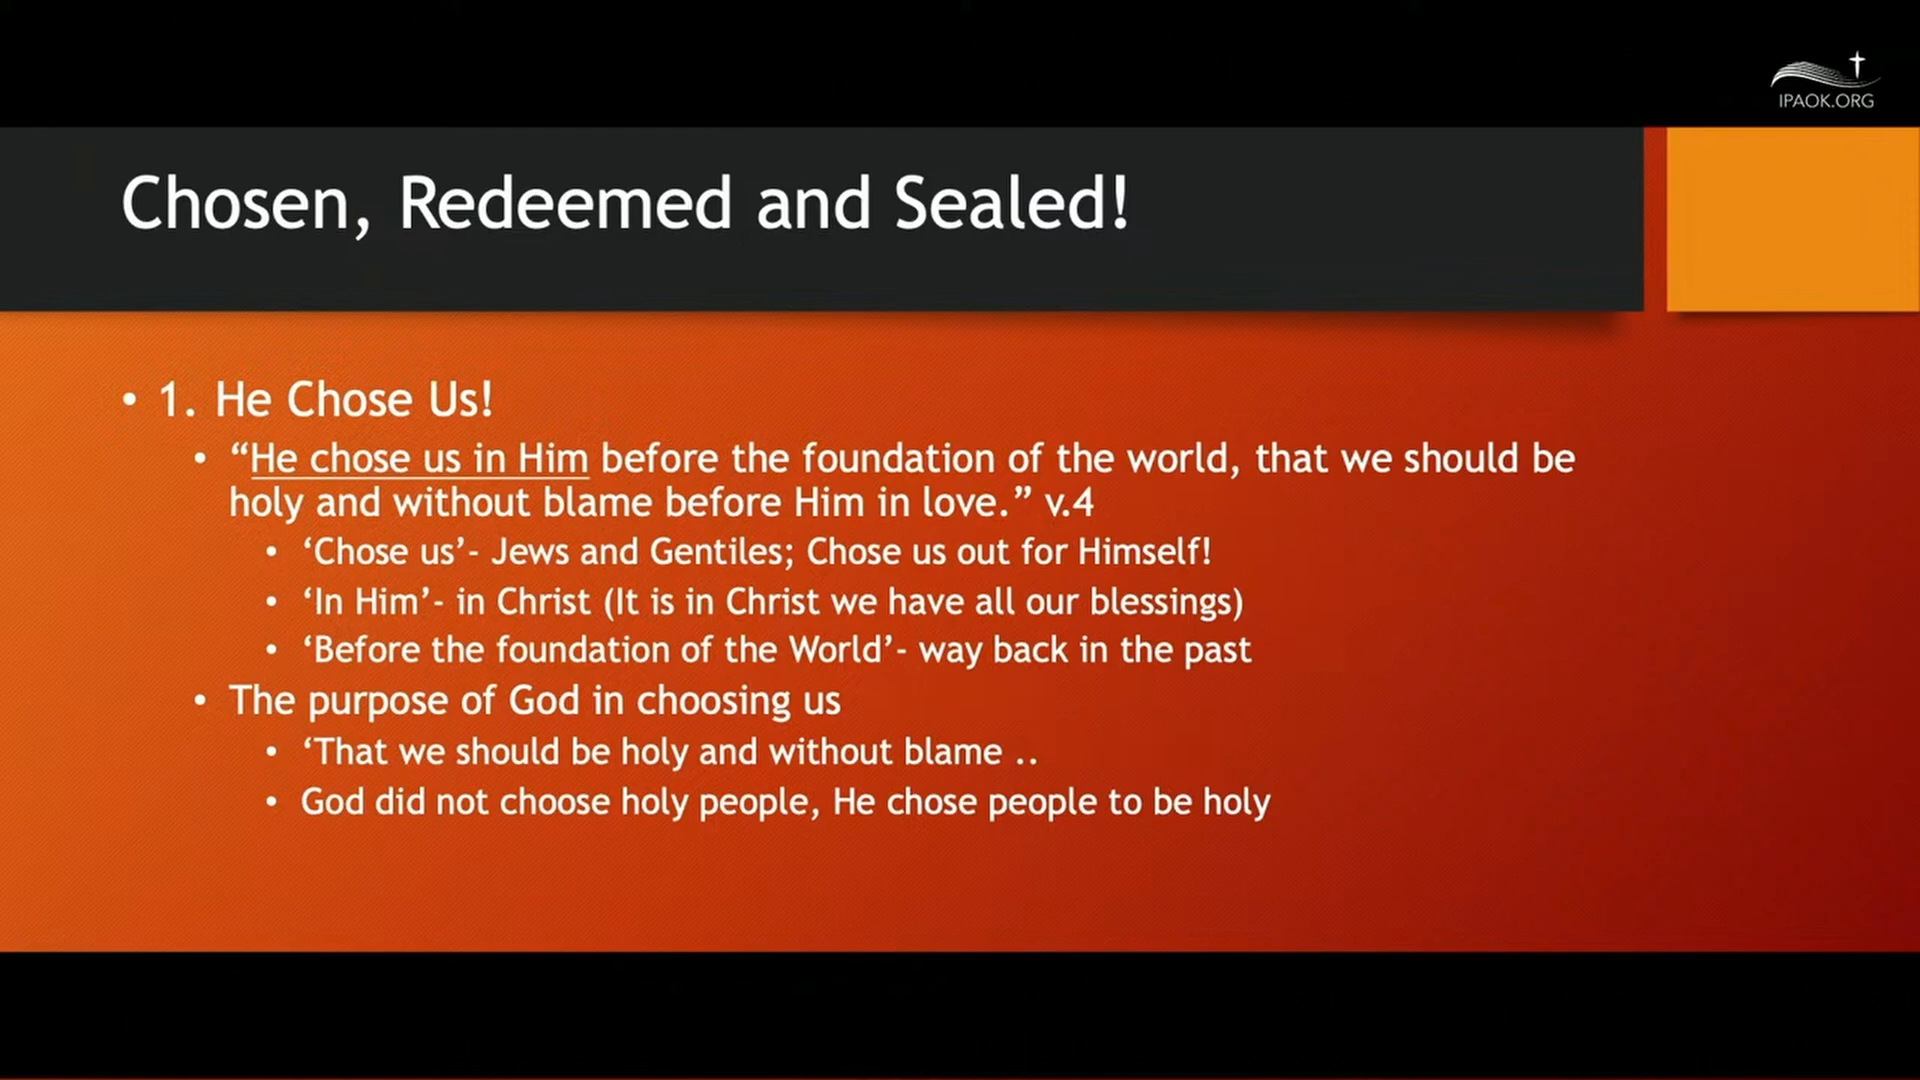 IPAOK.ORG
Chosen, Redeemed and Sealed!
• 1. He Chose Us!
• “He chose us in Him before the foundation of the world, that we should be
holy and without blame before Him in love.” v.4
• ‘Chose us’- Jews and Gentiles; Chose us out for Himself!
• ‘In Him’- in Christ (It is in Christ we have all our blessings)
• ‘Before the foundation of the World’- way back in the past
• The purpose of God in choosing us
• ‘That we should be holy and without blame ..
• God did not choose holy people, He chose people to be holy